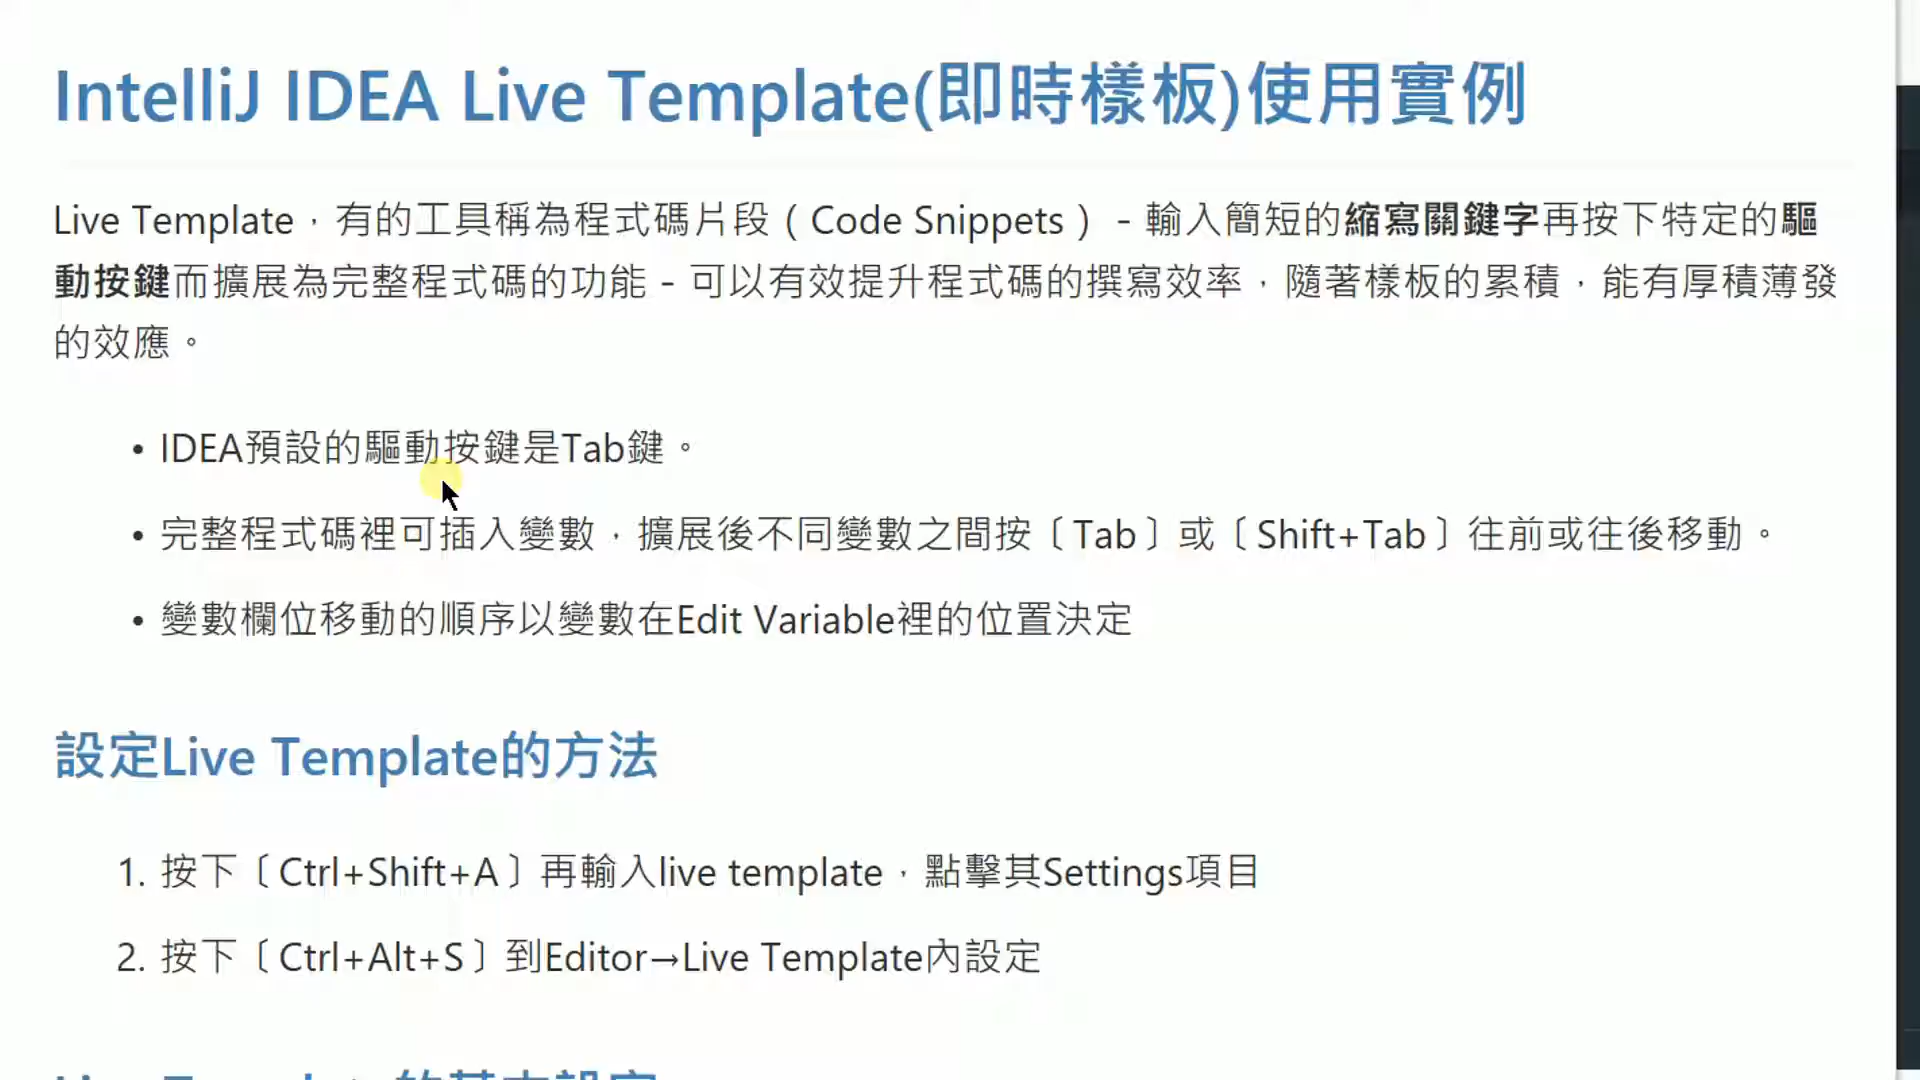 IntelliJ IDEA Live Template(即時樣板)使用實例
Live Template，有的工具稱為程式碼片段（Code Snippets） - 輸入簡短的縮寫關鍵字再按下特定的驅
動按鍵而擴展為完整程式碼的功能 - 可以有效提升程式碼的撰寫效率，隨著樣板的累積，能有厚積薄發
的效應。
• IDEA預設的驅動按鍵是Tab鍵。
• 完整程式碼裡可插入變數，擴展後不同變數之間按〔Tab〕或〔Shift+Tab〕往前或往後移動。
• 變數欄位移動的順序以變數在Edit Variable裡的位置決定
設定Live Template的方法
1. 按下〔Ctrl+Shift+A〕再輸入live template，點擊其Settings項目
2. 按下〔Ctrl+Alt+S〕到Editor→Live Template內設定